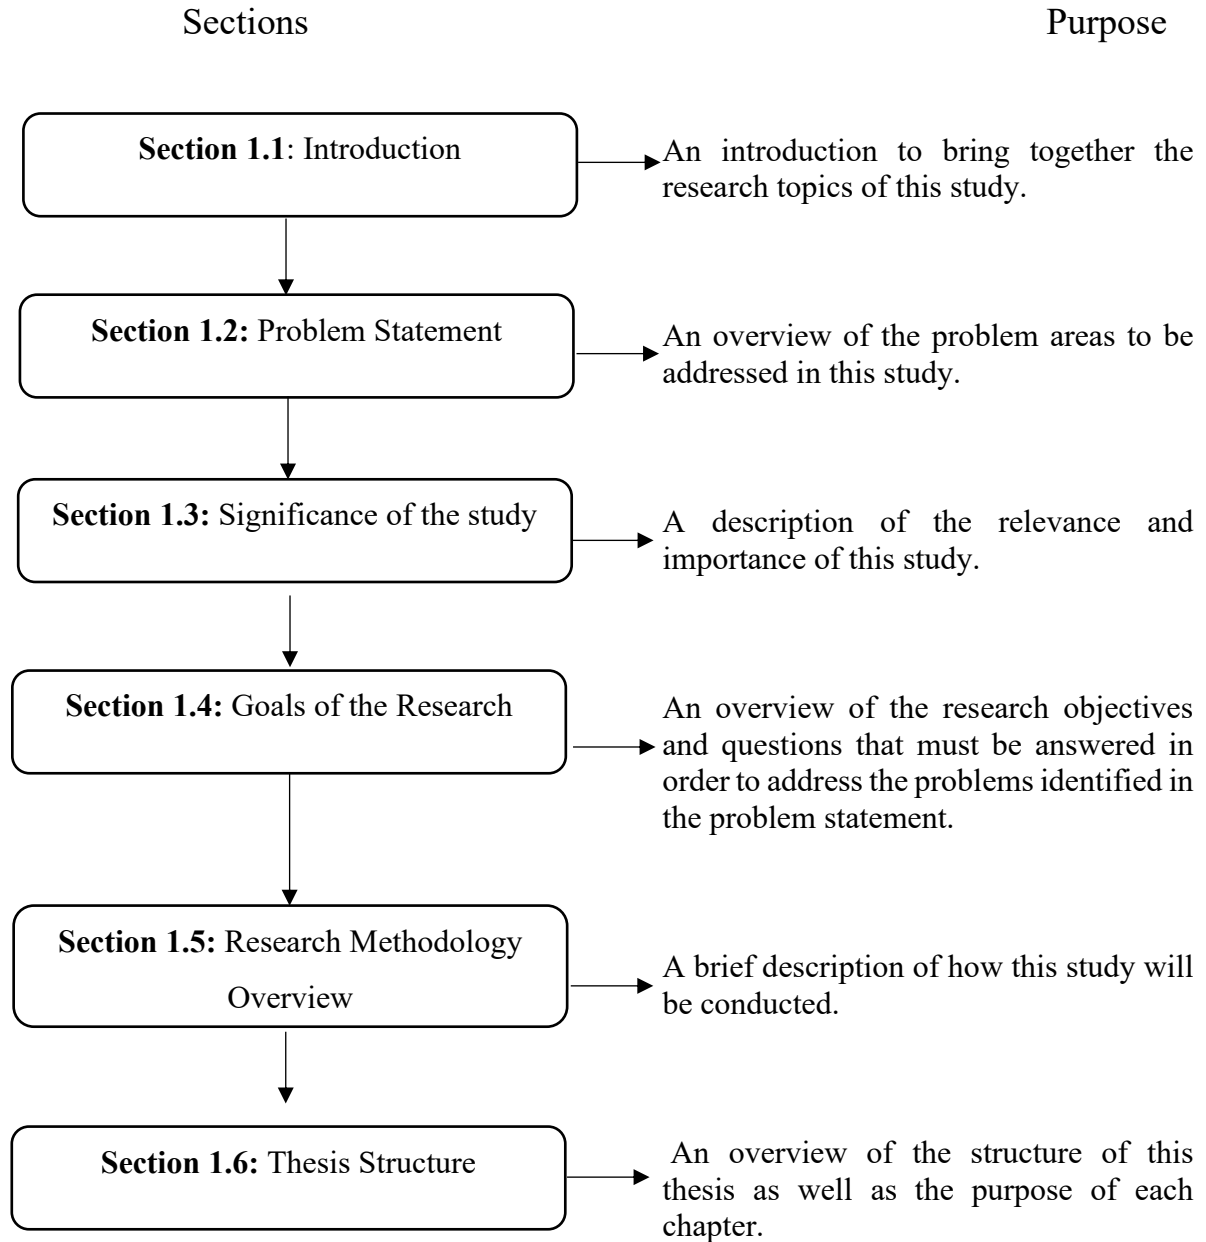 Sections
Purpose
Section 1.1: Introduction
An introduction to bring together the
research topics of this study.
Section 1.2: Problem Statement
An overview of the problem areas to be
addressed in this study.
Section 1.3: Significance of the study
A description of the relevance and
importance of this study.
Section 1.4: Goals of the Research
An overview of the research objectives
and questions that must be answered in
order to address the problems identified in
the problem statement.
Section 1.5: Research Methodology
Overview
A brief description of how this study will
be conducted.
Section 1.6: Thesis Structure
An overview of the structure of this
thesis as well as the purpose of each
chapter.